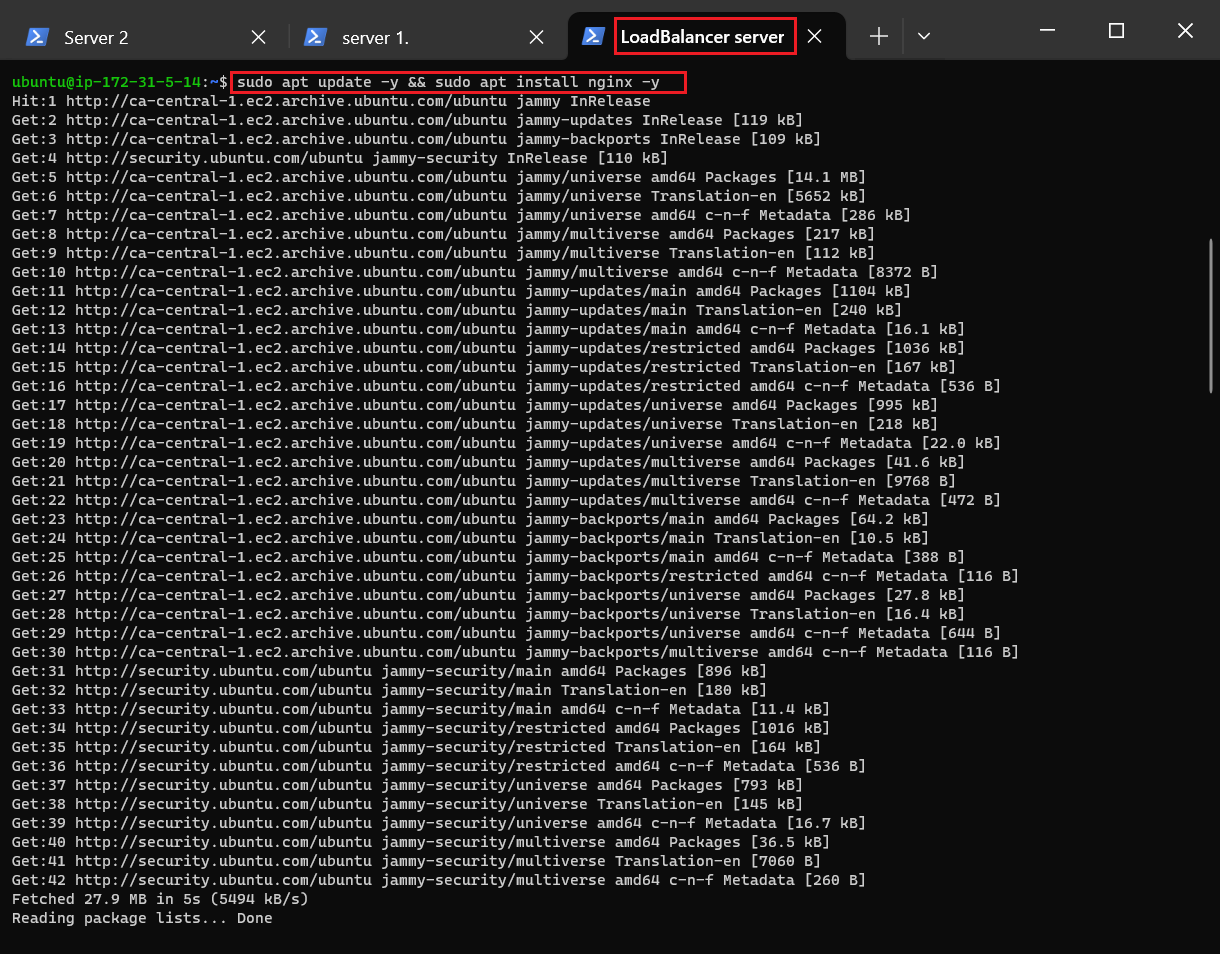 Server 2
server 1.
LoadBalancer server
ubuntu@ip-172-31-5-14:~$ sudo apt update -y && sudo apt install nginx -y
Hit:1 http://ca-central-1.ec2.archive.ubuntu.com/ubuntu jammy InRelease
Get:2 http://ca-central-1.ec2.archive.ubuntu.com/ubuntu jammy-updates InRelease [119 kB]
Get:3 http://ca-central-1.ec2.archive.ubuntu.com/ubuntu jammy-backports InRelease [109 kB]
Get:4 http://security.ubuntu.com/ubuntu jammy-security InRelease [110 kB]
Get:5 http://ca-central-1.ec2.archive.ubuntu.com/ubuntu jammy/universe amd64 Packages [14.1 MB]
Get:6 http://ca-central-1.ec2.archive.ubuntu.com/ubuntu jammy/universe Translation-en [5652 kB]
Get:7 http://ca-central-1.ec2.archive.ubuntu.com/ubuntu jammy/universe amd64 c-n-f Metadata [286 kB]
Get:8 http://ca-central-1.ec2.archive.ubuntu.com/ubuntu jammy/multiverse amd64 Packages [217 kB]
Get:9 http://ca-central-1.ec2.archive.ubuntu.com/ubuntu jammy/multiverse Translation-en [112 kB]
Get:10 http://ca-central-1.ec2.archive.ubuntu.com/ubuntu jammy/multiverse amd64 c-n-f Metadata [8372 B]
Get:11 http://ca-central-1.ec2.archive.ubuntu.com/ubuntu jammy-updates/main amd64 Packages [1104 kB]
Get:12 http://ca-central-1.ec2.archive.ubuntu.com/ubuntu jammy-updates/main Translation-en [240 kB]
Get:13 http://ca-central-1.ec2.archive.ubuntu.com/ubuntu jammy-updates/main amd64 c-n-f Metadata [16.1 kB]
Get:14 http://ca-central-1.ec2.archive.ubuntu.com/ubuntu jammy-updates/restricted amd64 Packages [1036 kB]
Get:15 http://ca-central-1.ec2.archive.ubuntu.com/ubuntu jammy-updates/restricted Translation-en [167 kB]
Get:16 http://ca-central-1.ec2.archive.ubuntu.com/ubuntu jammy-updates/restricted amd64 c-n-f Metadata [536 B]
Get:17 http://ca-central-1.ec2.archive.ubuntu.com/ubuntu jammy-updates/universe amd64 Packages [995 kB]
Get:18 http://ca-central-1.ec2.archive.ubuntu.com/ubuntu jammy-updates/universe Translation-en [218 kB]
Get:19 http://ca-central-1.ec2.archive.ubuntu.com/ubuntu jammy-updates/universe amd64 c-n-f Metadata [22.0 kB]
Get:20 http://ca-central-1.ec2.archive.ubuntu.com/ubuntu jammy-updates/multiverse amd64 Packages [41.6 kB]
Get:21 http://ca-central-1.ec2.archive.ubuntu.com/ubuntu jammy-updates/multiverse Translation-en [9768 B]
Get:22 http://ca-central-1.ec2.archive.ubuntu.com/ubuntu jammy-updates/multiverse amd64 c-n-f Metadata [472 B]
Get:23 http://ca-central-1.ec2.archive.ubuntu.com/ubuntu jammy-backports/main amd64 Packages [64.2 kB]
Get:24 http://ca-central-1.ec2.archive.ubuntu.com/ubuntu jammy-backports/main Translation-en [10.5 kB]
Get:25 http://ca-central-1.ec2.archive.ubuntu.com/ubuntu jammy-backports/main amd64 c-n-f Metadata [388 B]
Get:26 http://ca-central-1.ec2.archive.ubuntu.com/ubuntu jammy-backports/restricted amd64 c-n-f Metadata [116 B]
Get:27 http://ca-central-1.ec2.archive.ubuntu.com/ubuntu jammy-backports/universe amd64 Packages [27.8 kB]
Get:28 http://ca-central-1.ec2.archive.ubuntu.com/ubuntu jammy-backports/universe Translation-en [16.4 kB]
Get:29 http://ca-central-1.ec2.archive.ubuntu.com/ubuntu jammy-backports/universe amd64 c-n-f Metadata [644 B]
Get:30 http://ca-central-1.ec2.archive.ubuntu.com/ubuntu jammy-backports/multiverse amd64 c-n-f Metadata [116 B]
Get:31 http://security.ubuntu.com/ubuntu jammy-security/main amd64 Packages [896 kB]
Get:32 http://security.ubuntu.com/ubuntu jammy-security/main Translation-en [180 kB]
Get:33 http://security.ubuntu.com/ubuntu jammy-security/main amd64 c-n-f Metadata [11.4 kB]
Get:34 http://security.ubuntu.com/ubuntu jammy-security/restricted amd64 Packages [1016 kB]
Get:35 http://security.ubuntu.com/ubuntu jammy-security/restricted Translation-en [164 kB]
Get:36 http://security.ubuntu.com/ubuntu jammy-security/restricted amd64 c-n-f Metadata [536 B]
Get:37 http://security.ubuntu.com/ubuntu jammy-security/universe amd64 Packages [793 kB]
Get:38 http://security.ubuntu.com/ubuntu jammy-security/universe Translation-en [145 kB]
Get:39 http://security.ubuntu.com/ubuntu jammy-security/universe amd64 c-n-f Metadata [16.7 kB]
Get:40 http://security.ubuntu.com/ubuntu jammy-security/multiverse amd64 Packages [36.5 kB]
Get:41 http://security.ubuntu.com/ubuntu jammy-security/multiverse Translation-en [7060 B]
Get:42 http://security.ubuntu.com/ubuntu jammy-security/multiverse amd64 c-n-f Metadata [260 B]
Fetched 27.9 MB in 5s (5494 kB/s)
Reading package lists... Done